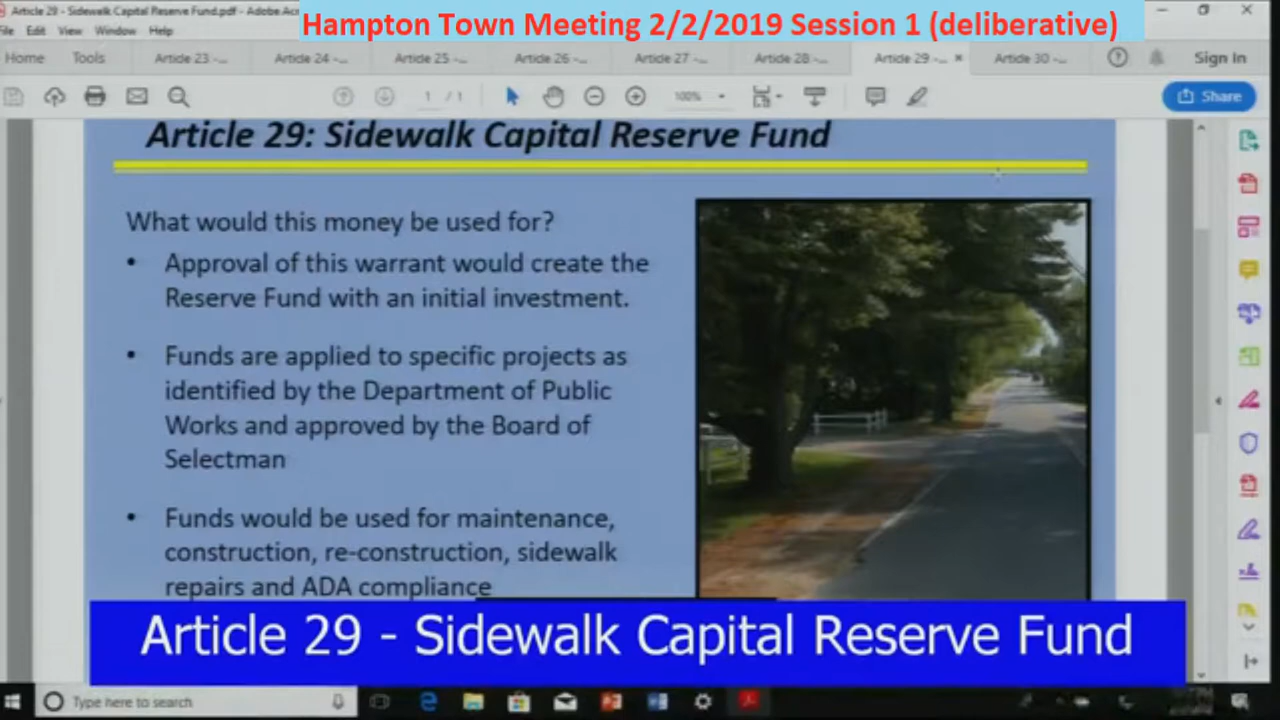 Article 29 - Sidewalk Capital Reserve Fund.pdf - Adobe Ac
Hampton Town Meeting 2/2/2019 Session 1 (deliberative)
File Edit View Window Help
Home Tools Article 23 -... Article 24 -... Article 25 -... Article 26 -... Article 27 -... Article 28 -... Article 29 -... × Article 30 -... Sign In
1 / 1 100% Share
Article 29: Sidewalk Capital Reserve Fund
What would this money be used for?
• Approval of this warrant would create the
Reserve Fund with an initial investment.
• Funds are applied to specific projects as
identified by the Department of Public
Works and approved by the Board of
Selectman
• Funds would be used for maintenance,
construction, re-construction, sidewalk
repairs and ADA compliance
Article 29 - Sidewalk Capital Reserve Fund
Type here to search